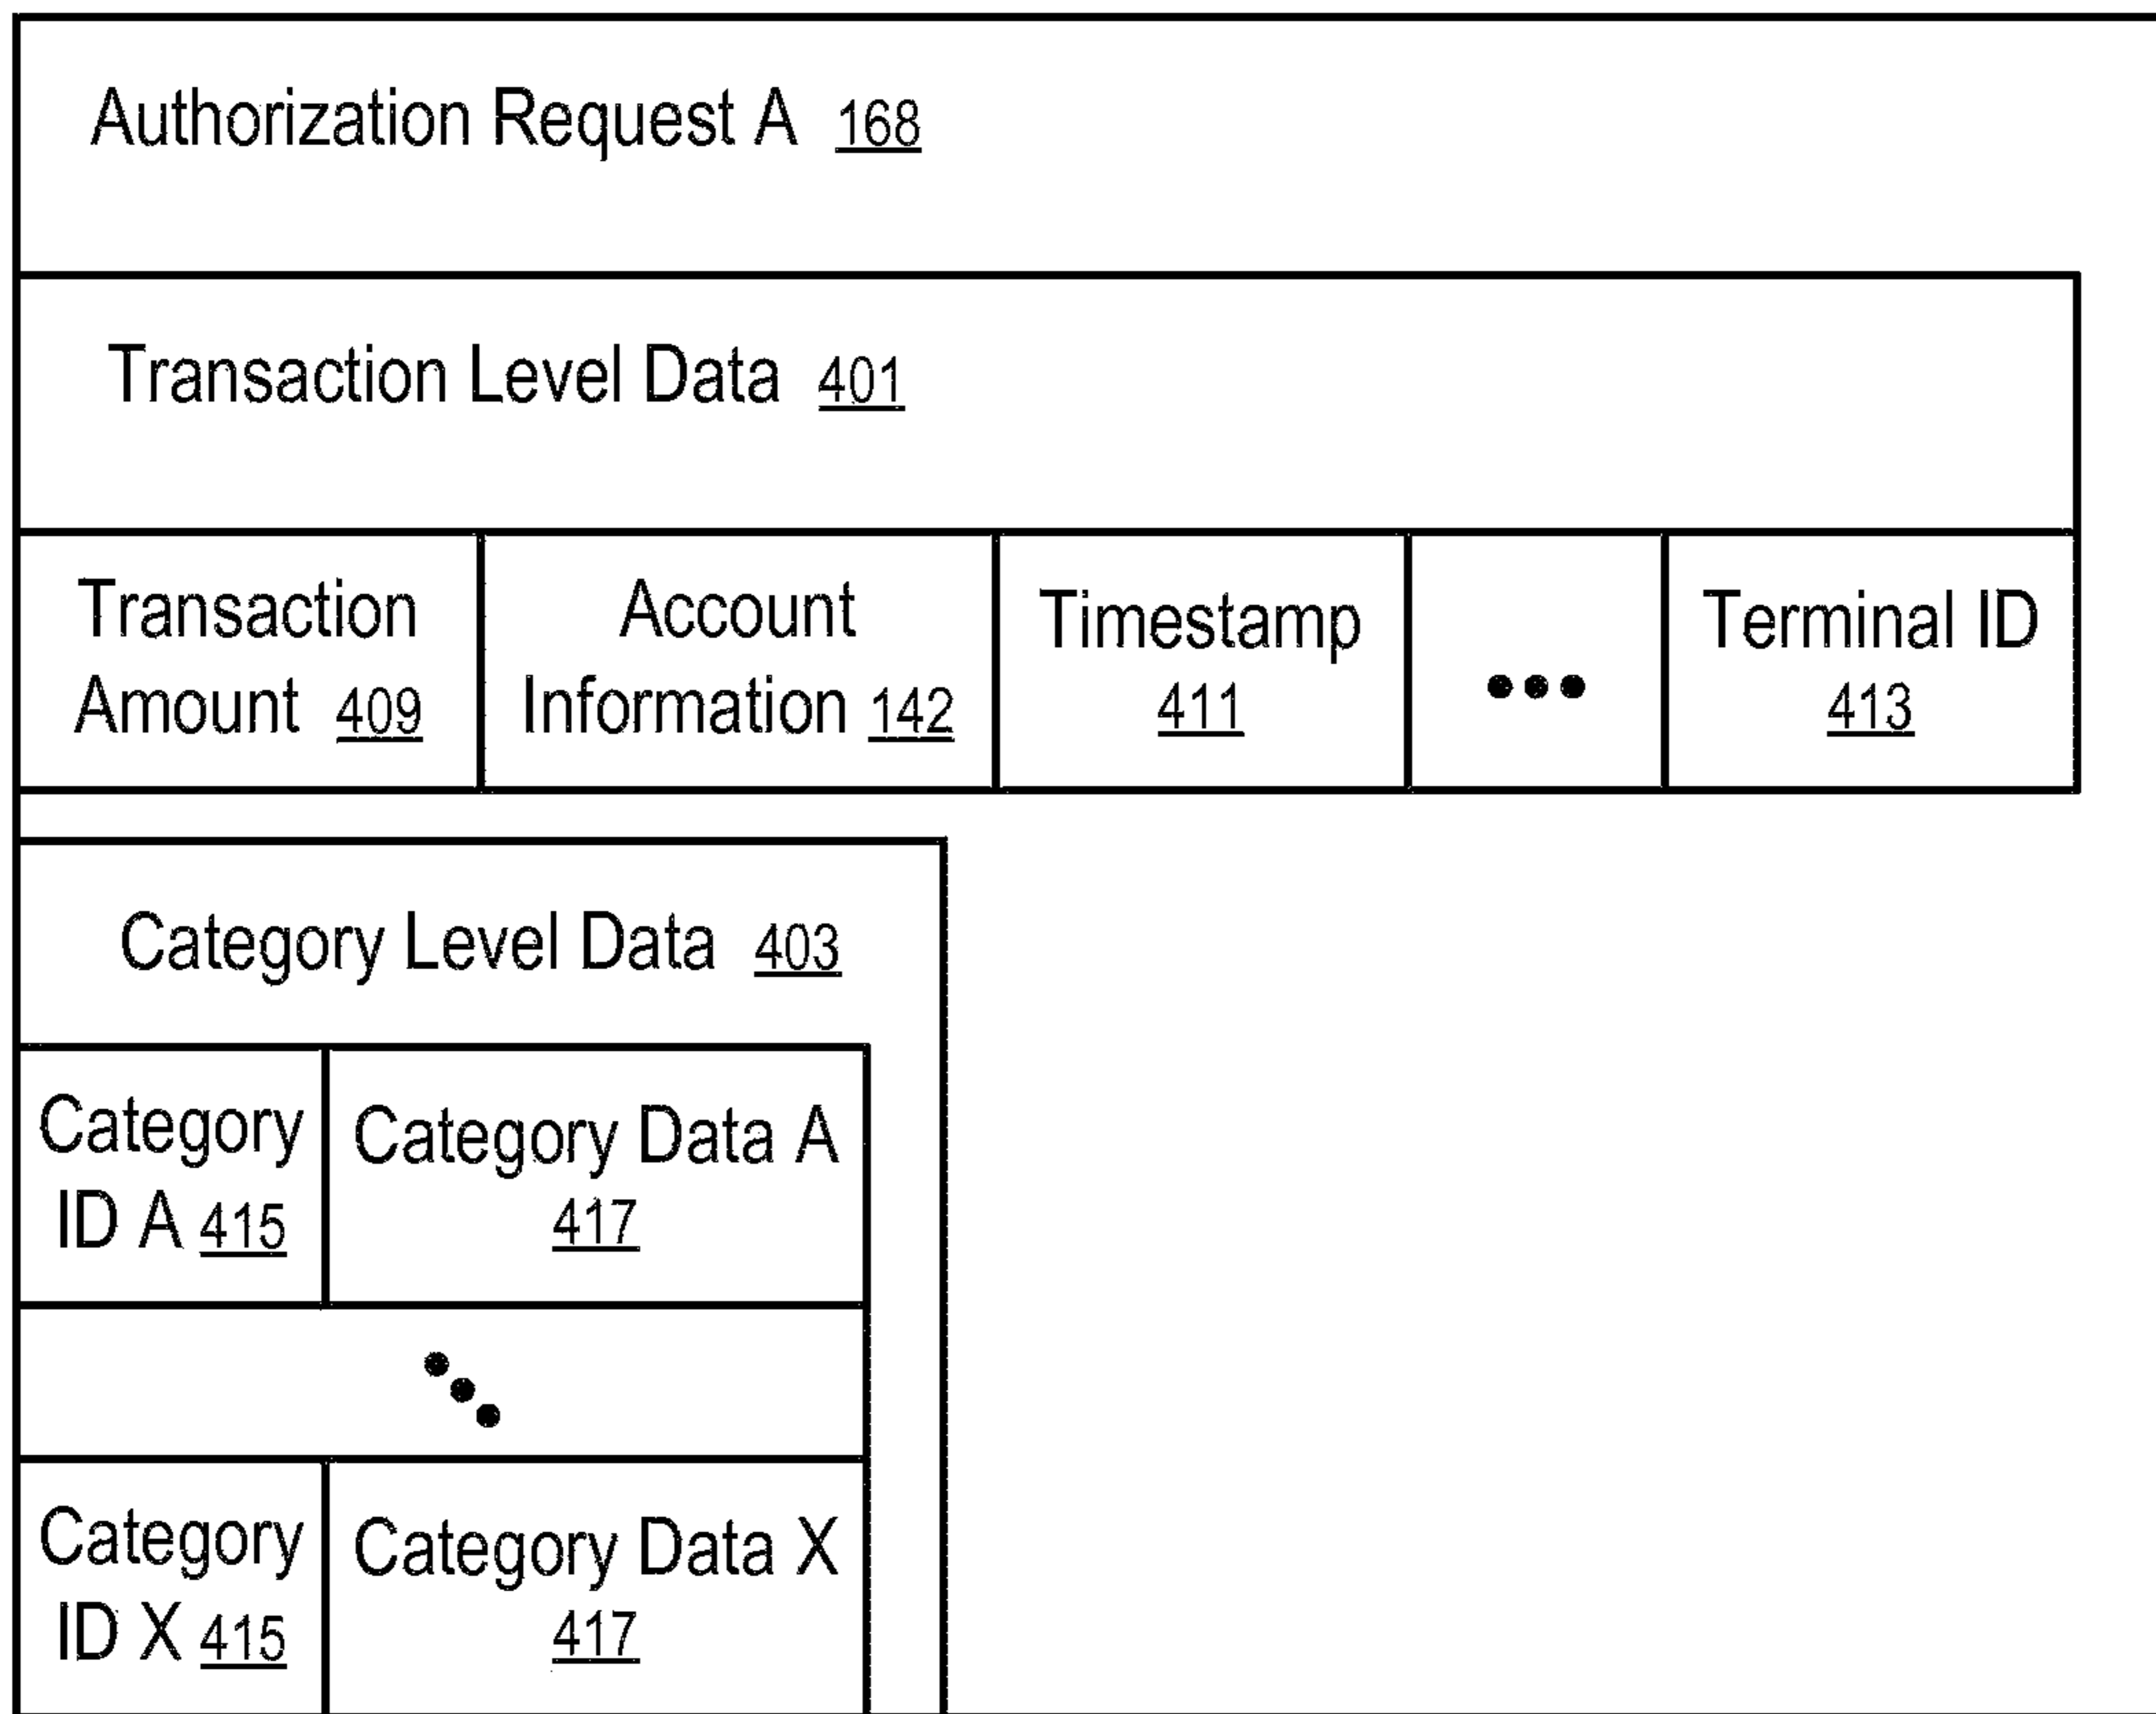 Authorization Request A 168
Transaction Level Data 401
Transaction
Amount 409
Account
Information 142
Timestamp
411
•••
Terminal ID
413
Category Level Data 403
Category
ID A 415
Category Data A
417
Category
ID X 415
Category Data X
417